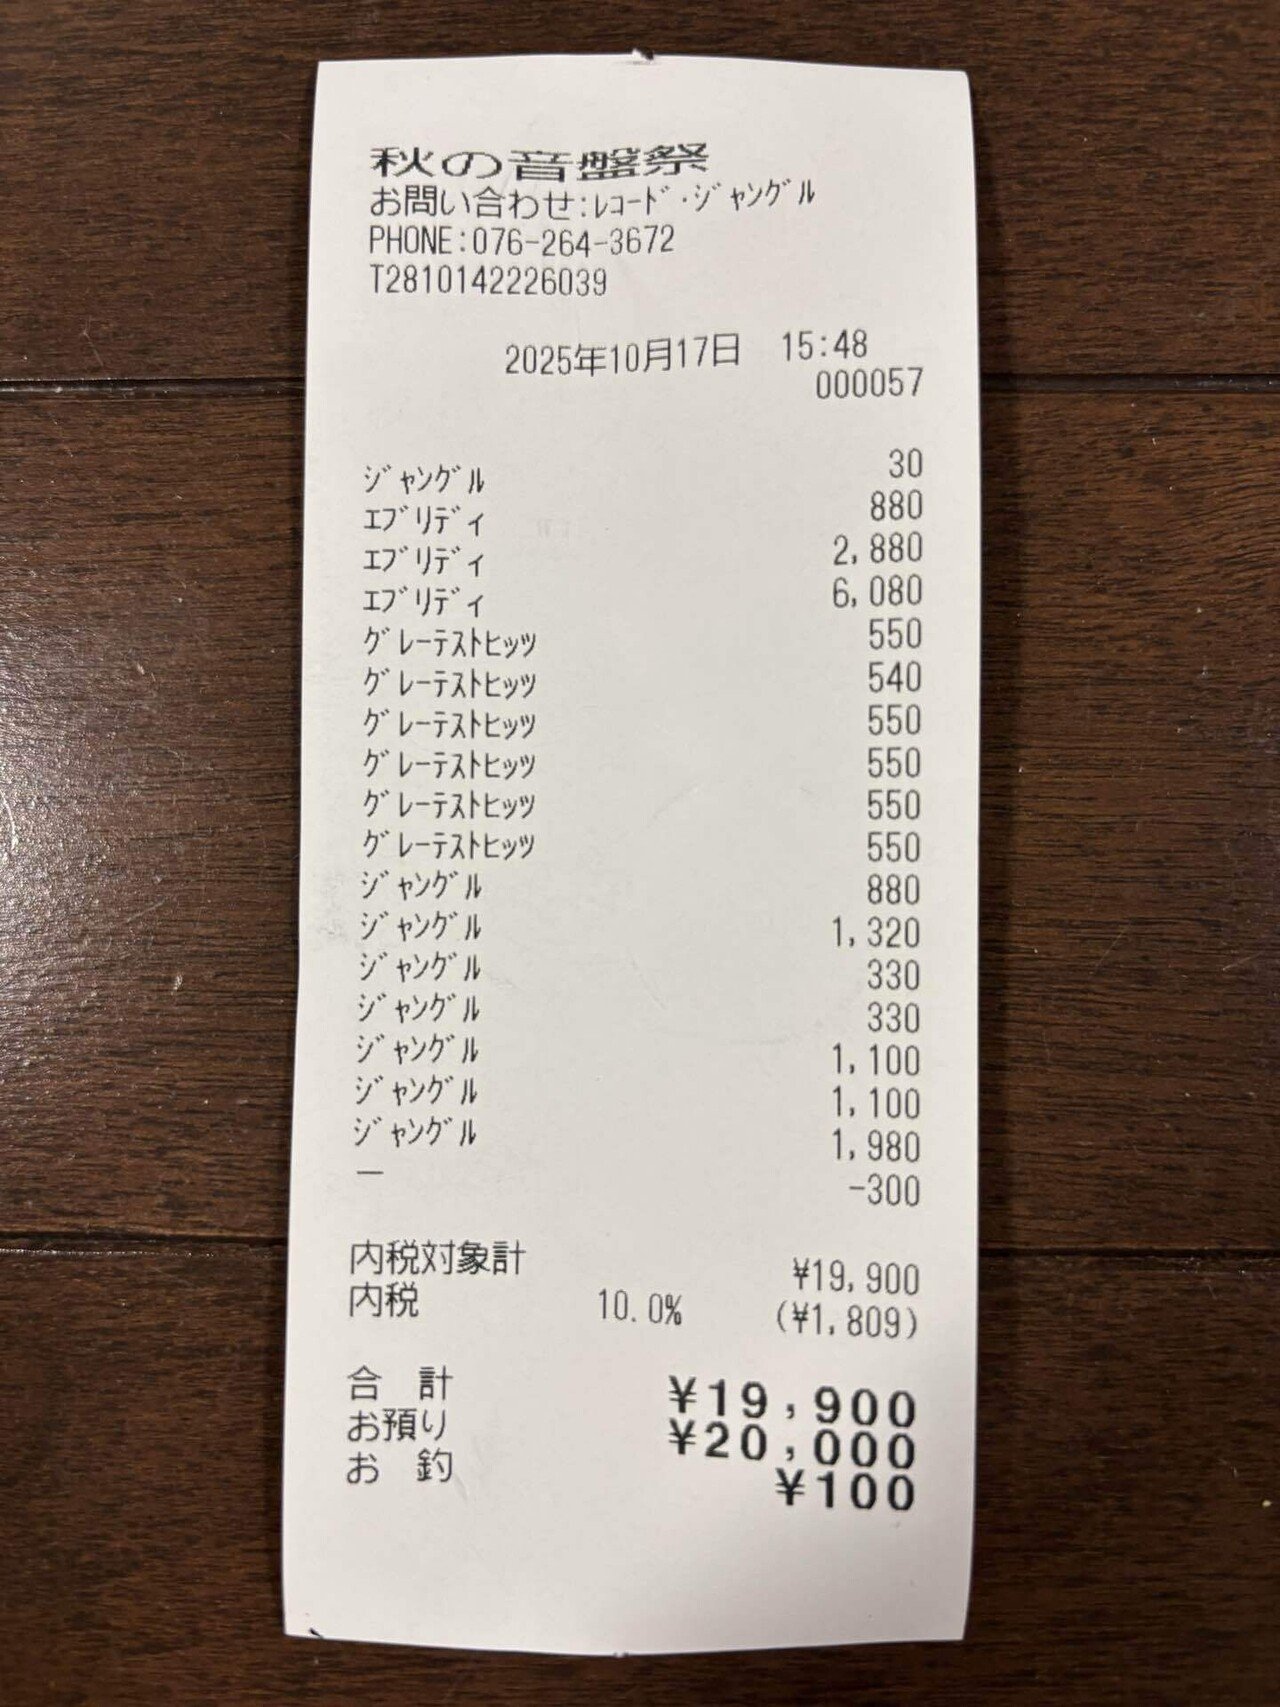 秋の音盤祭
お問い合わせ:ﾚｺｰﾄﾞ･ｼﾞｬﾝｸﾞﾙ
PHONE:076-264-3672
T2810142226039
2025年10月17日 15:48
000057
ｼﾞｬﾝｸﾞﾙ 30
ｴﾌﾞﾘﾃﾞｨ 880
ｴﾌﾞﾘﾃﾞｨ 2,880
ｴﾌﾞﾘﾃﾞｨ 6,080
ｸﾞﾚｰﾃｽﾄﾋｯﾂ 550
ｸﾞﾚｰﾃｽﾄﾋｯﾂ 540
ｸﾞﾚｰﾃｽﾄﾋｯﾂ 550
ｸﾞﾚｰﾃｽﾄﾋｯﾂ 550
ｸﾞﾚｰﾃｽﾄﾋｯﾂ 550
ｸﾞﾚｰﾃｽﾄﾋｯﾂ 550
ｼﾞｬﾝｸﾞﾙ 880
ｼﾞｬﾝｸﾞﾙ 1,320
ｼﾞｬﾝｸﾞﾙ 330
ｼﾞｬﾝｸﾞﾙ 330
ｼﾞｬﾝｸﾞﾙ 1,100
ｼﾞｬﾝｸﾞﾙ 1,100
ｼﾞｬﾝｸﾞﾙ 1,980
— -300
内税対象計 ¥19,900
内税 10.0% (¥1,809)
合　計 ¥19,900
お預り ¥20,000
お　釣 ¥100